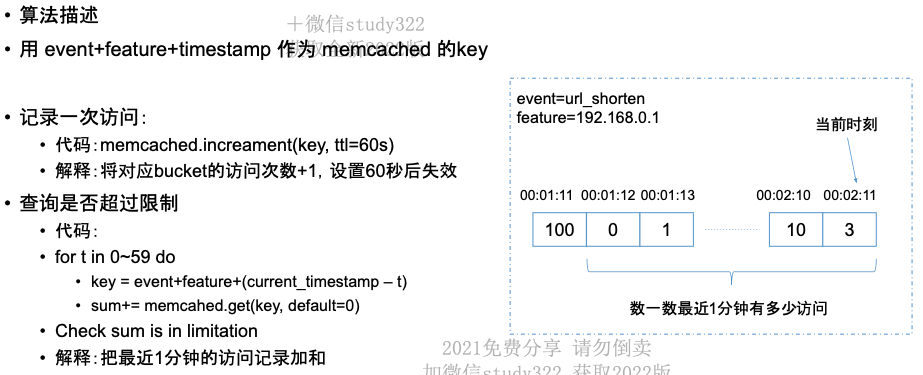 • 算法描述
＋微信study322
获取全新2022版
• 用 event+feature+timestamp 作为 memcached 的key
• 记录一次访问：
• 代码：memcached.increament(key, ttl=60s)
• 解释：将对应bucket的访问次数+1，设置60秒后失效
• 查询是否超过限制
• 代码：
• for t in 0~59 do
• key = event+feature+(current_timestamp – t)
• sum+= memcahed.get(key, default=0)
• Check sum is in limitation
• 解释：把最近1分钟的访问记录加和
event=url_shorten
feature=192.168.0.1
当前时刻
00:01:11 00:01:12 00:01:13 00:02:10 00:02:11
100 0 1 10 3
数一数最近1分钟有多少访问
2021免费分享 请勿倒卖
加微信study322 获取2022版